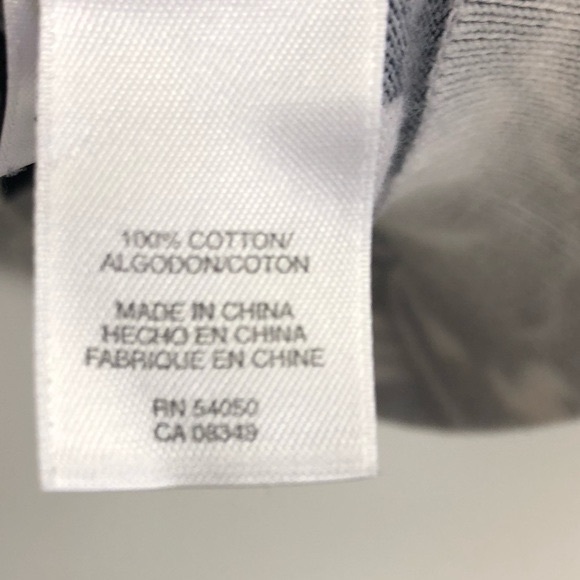 100% COTTON/
ALGODON/COTON
MADE IN CHINA
HECHO EN CHINA
FABRIQUE EN CHINE
RN 54050
CA 08349